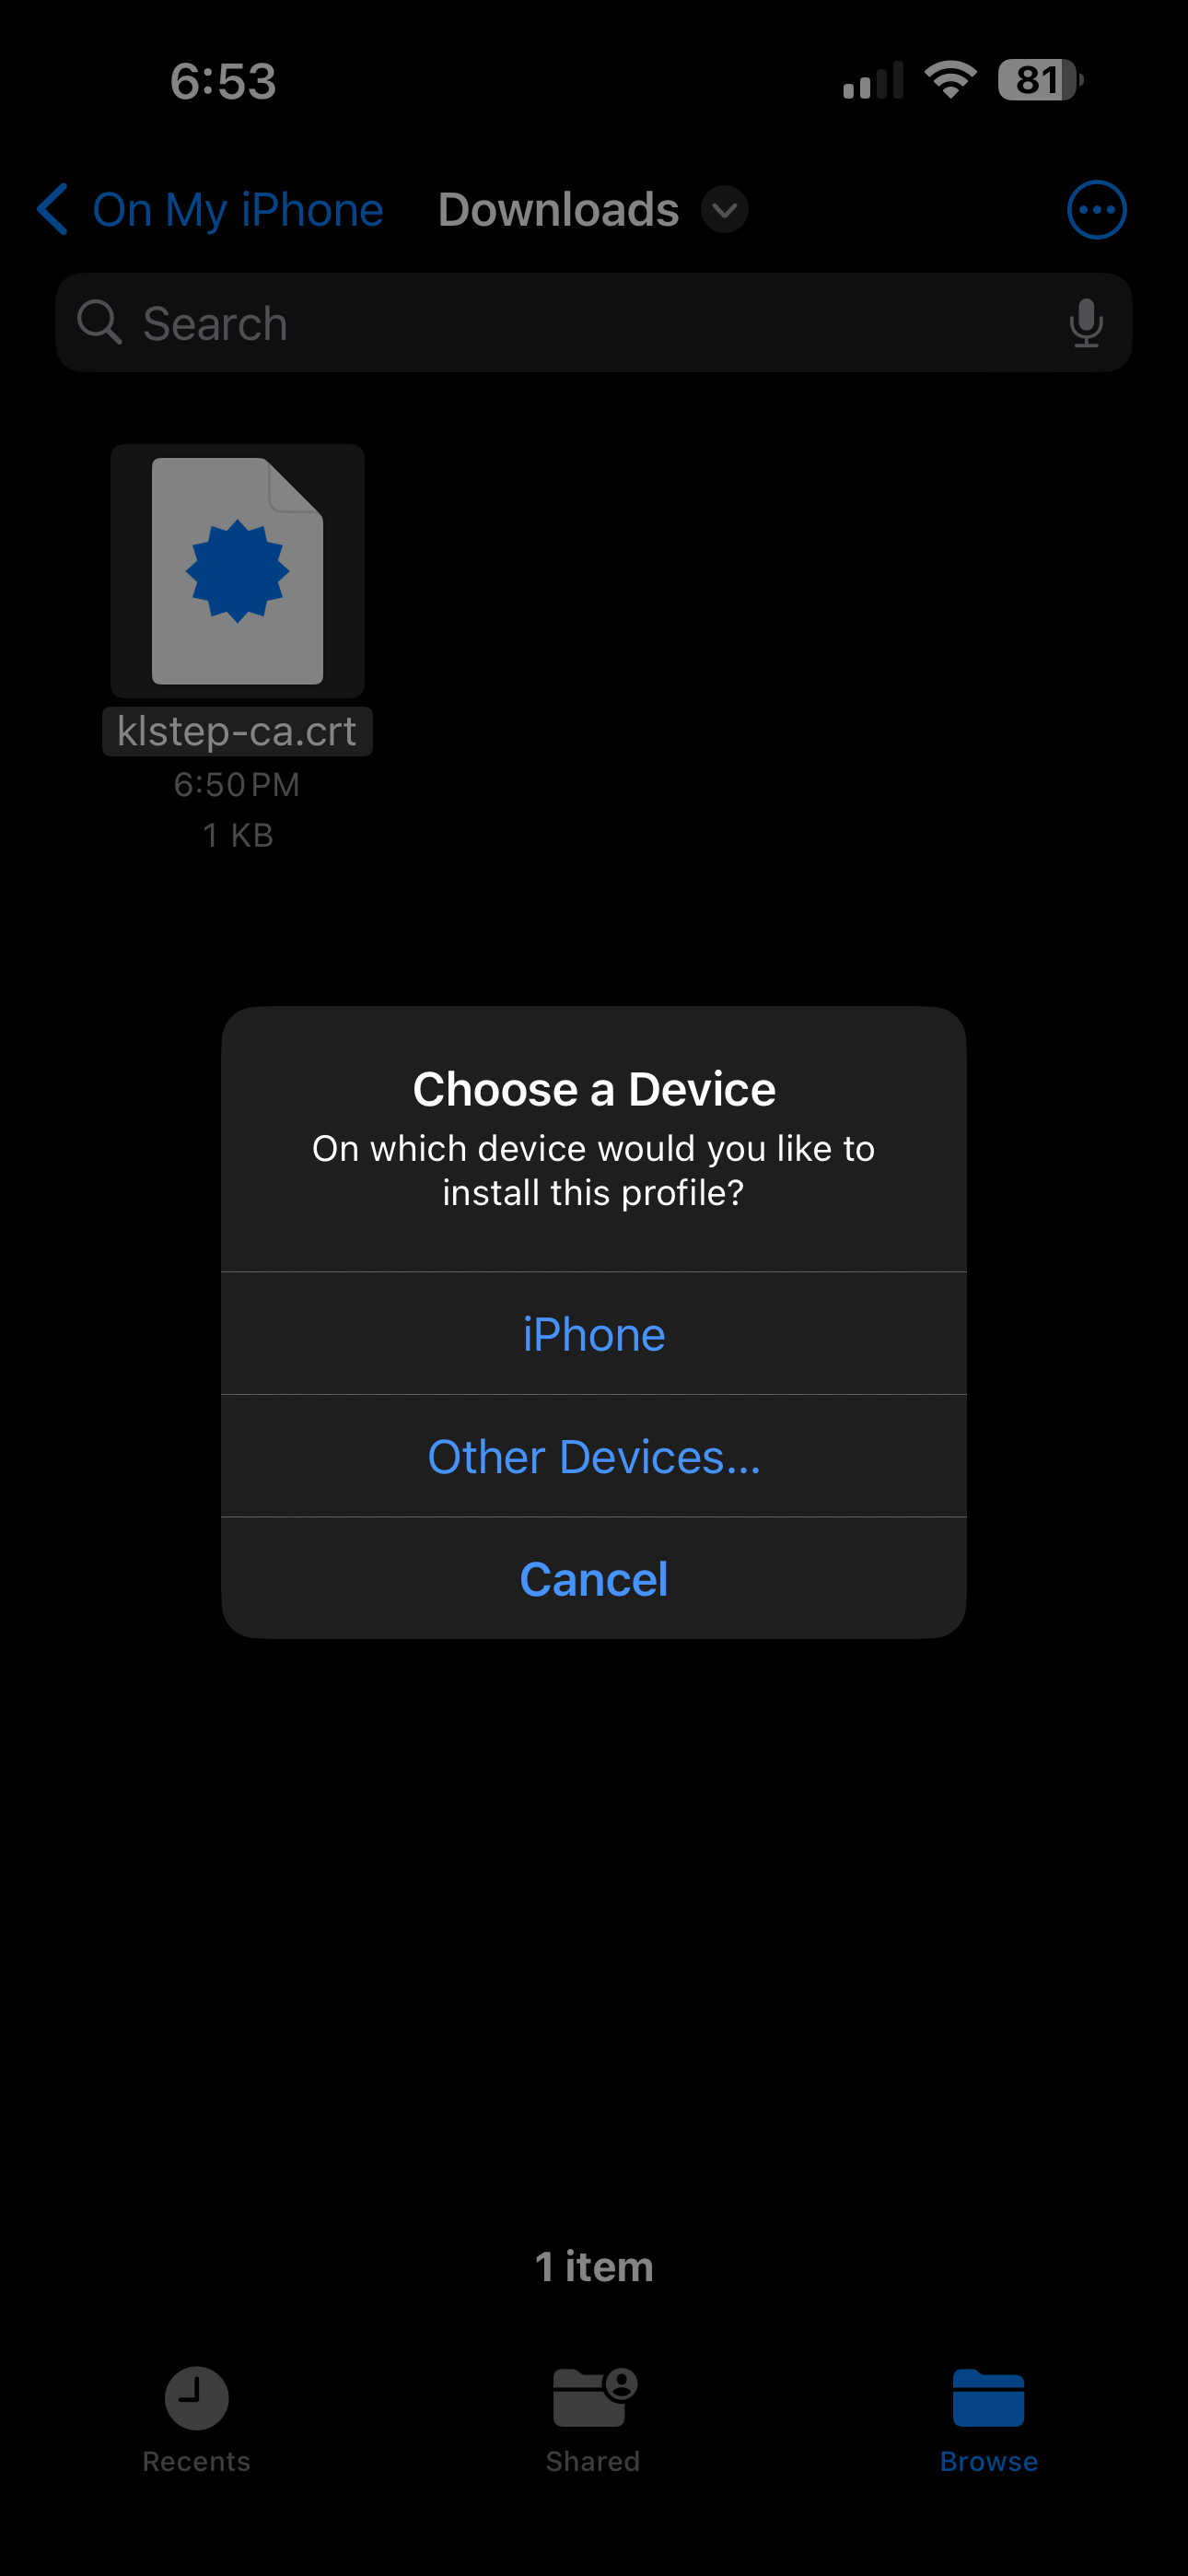 6:53
81
On My iPhone
Downloads
Search
klstep-ca.crt
6:50 PM
1 KB
Choose a Device
On which device would you like to
install this profile?
iPhone
Other Devices...
Cancel
1 item
Recents
Shared
Browse